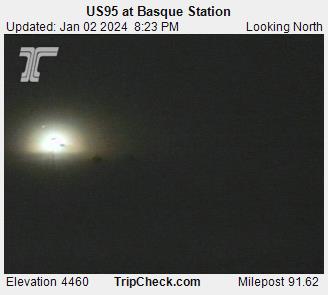 US95 at Basque Station
Updated: Jan 02 2024 8:23 PM Looking North
Elevation 4460 TripCheck.com Milepost 91.62